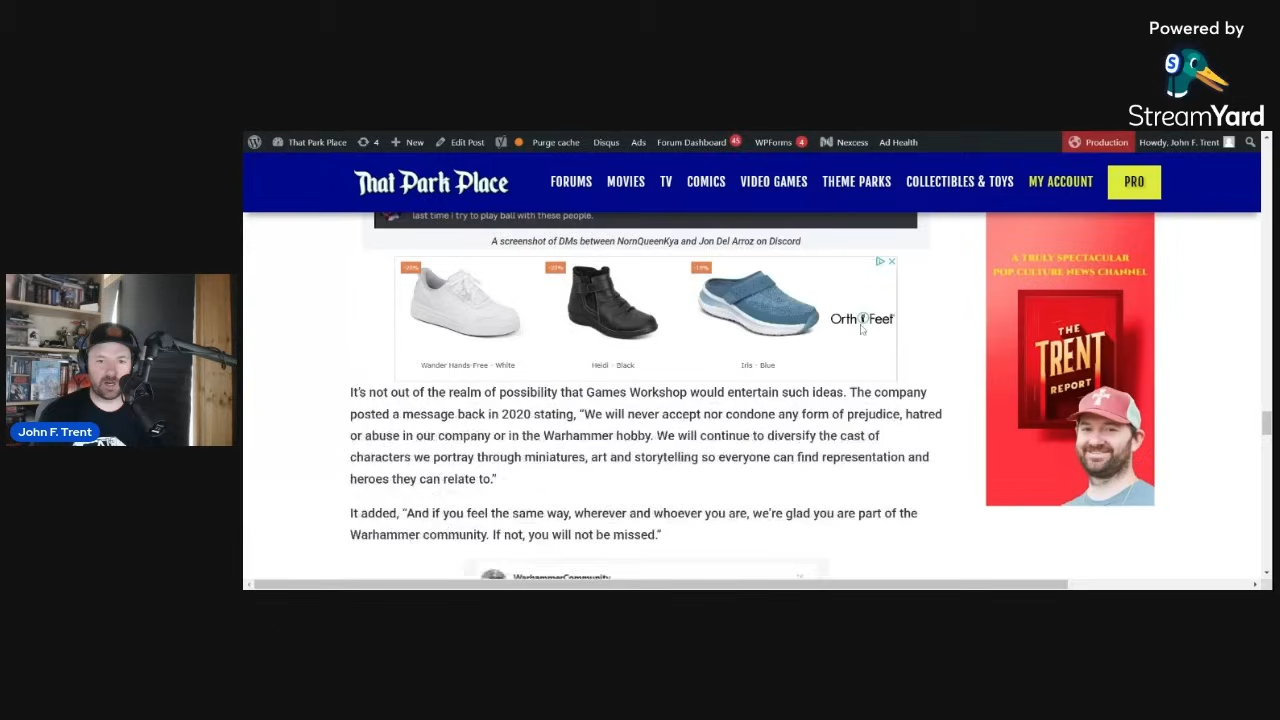 Powered by
StreamYard
That Park Place 4 New Edit Post Purge cache Disqus Ads Forum Dashboard 45 WPForms 4 Nexcess Ad Health Production Howdy, John F. Trent
That Park Place
FORUMS MOVIES TV COMICS VIDEO GAMES THEME PARKS COLLECTIBLES & TOYS MY ACCOUNT PRO
last time I try to play ball with these people.
A screenshot of DMs between NornQueenKya and Jon Del Arroz on Discord
-20% -20% -15%
Wander Hands-Free - White Heidi - Black Iris - Blue
A TRULY SPECTACULAR
POP CULTURE NEWS CHANNEL
THE
TRENT
REPORT
It's not out of the realm of possibility that Games Workshop would entertain such ideas. The company
posted a message back in 2020 stating, “We will never accept nor condone any form of prejudice, hatred
or abuse in our company or in the Warhammer hobby. We will continue to diversify the cast of
characters we portray through miniatures, art and storytelling so everyone can find representation and
heroes they can relate to.”
It added, “And if you feel the same way, wherever and whoever you are, we're glad you are part of the
Warhammer community. If not, you will not be missed.”
WarhammerCommunity
John F. Trent